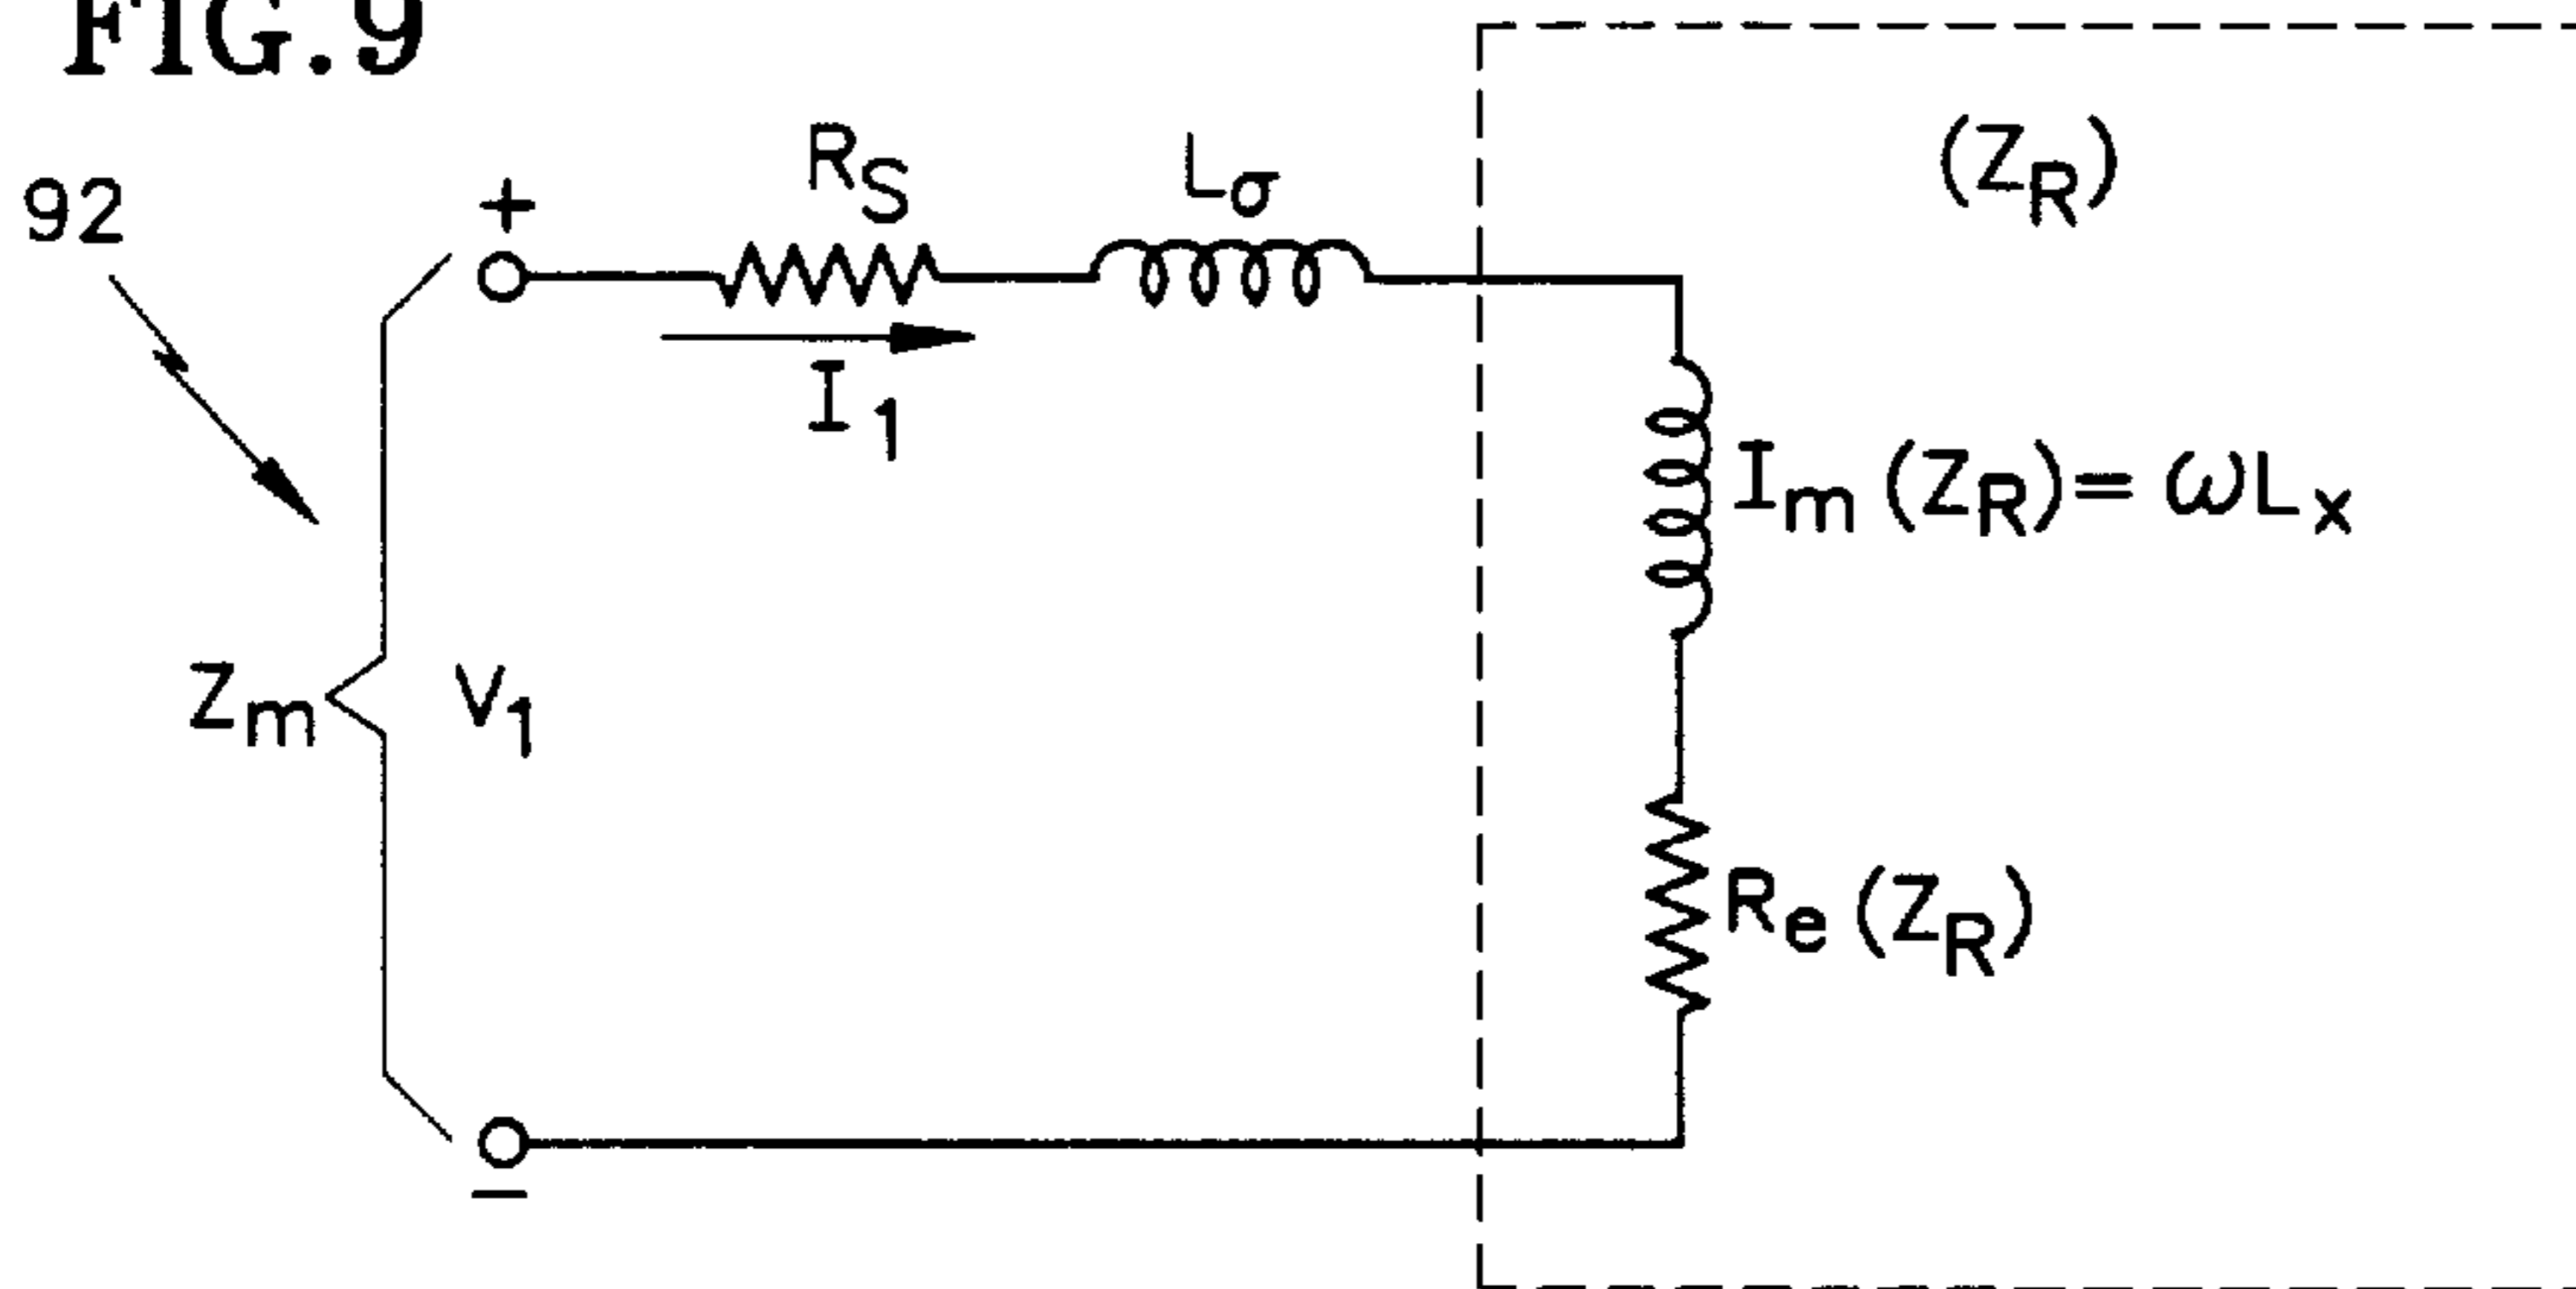 FIG.9
92
+
R_S
L_σ
(Z_R)
I_1
I_m (Z_R) = ωL_x
Z_m
V_1
R_e (Z_R)
−